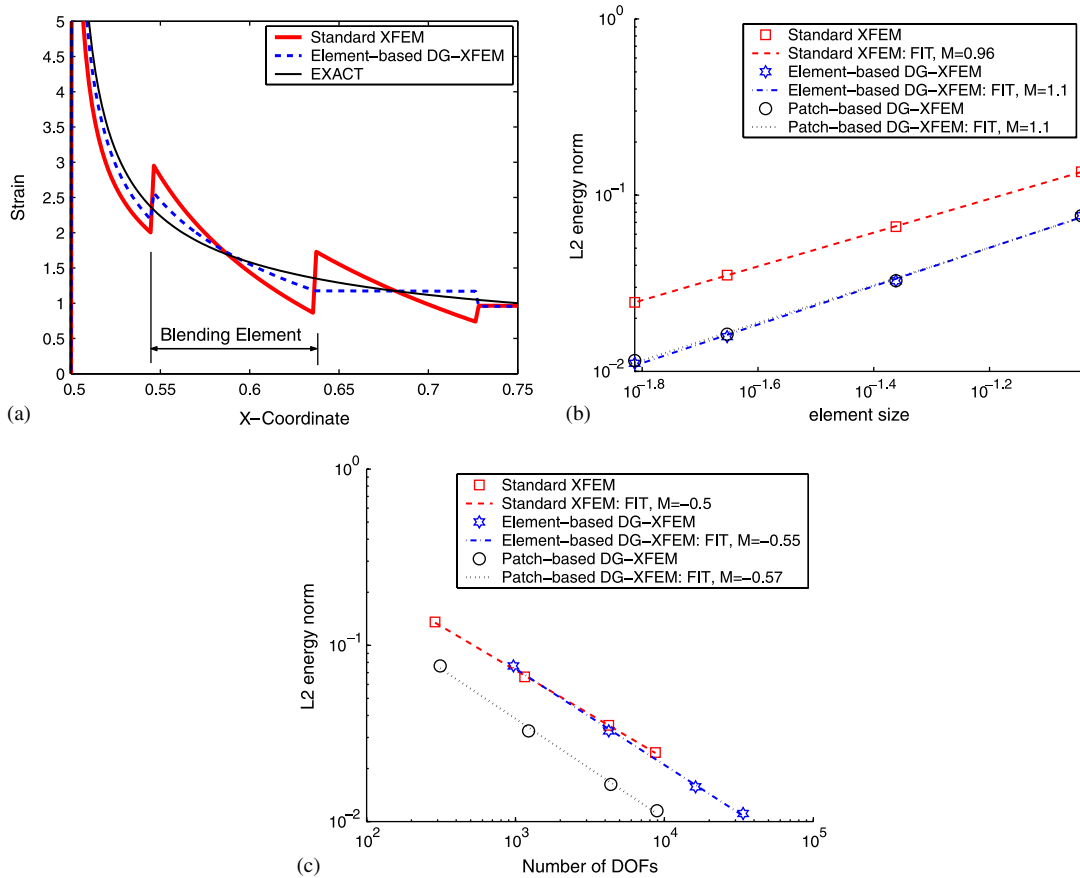 5
4.5
4
3.5
3
2.5
2
1.5
1
0.5
0
Strain
Standard XFEM
Element−based DG−XFEM
EXACT
Blending Element
0.5
0.55
0.6
0.65
0.7
0.75
X−Coordinate
(a)
10^0
10^−1
10^−2
L2 energy norm
Standard XFEM
Standard XFEM: FIT, M=0.96
Element−based DG−XFEM
Element−based DG−XFEM: FIT, M=1.1
Patch−based DG−XFEM
Patch−based DG−XFEM: FIT, M=1.1
10^−1.8
10^−1.6
10^−1.4
10^−1.2
element size
(b)
10^0
10^−1
10^−2
L2 energy norm
Standard XFEM
Standard XFEM: FIT, M=−0.5
Element−based DG−XFEM
Element−based DG−XFEM: FIT, M=−0.55
Patch−based DG−XFEM
Patch−based DG−XFEM: FIT, M=−0.57
10^2
10^3
10^4
10^5
Number of DOFs
(c)